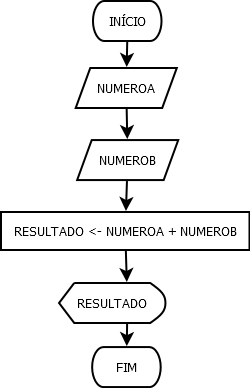 INÍCIO
NUMEROA
NUMEROB
RESULTADO <- NUMEROA + NUMEROB
RESULTADO
FIM